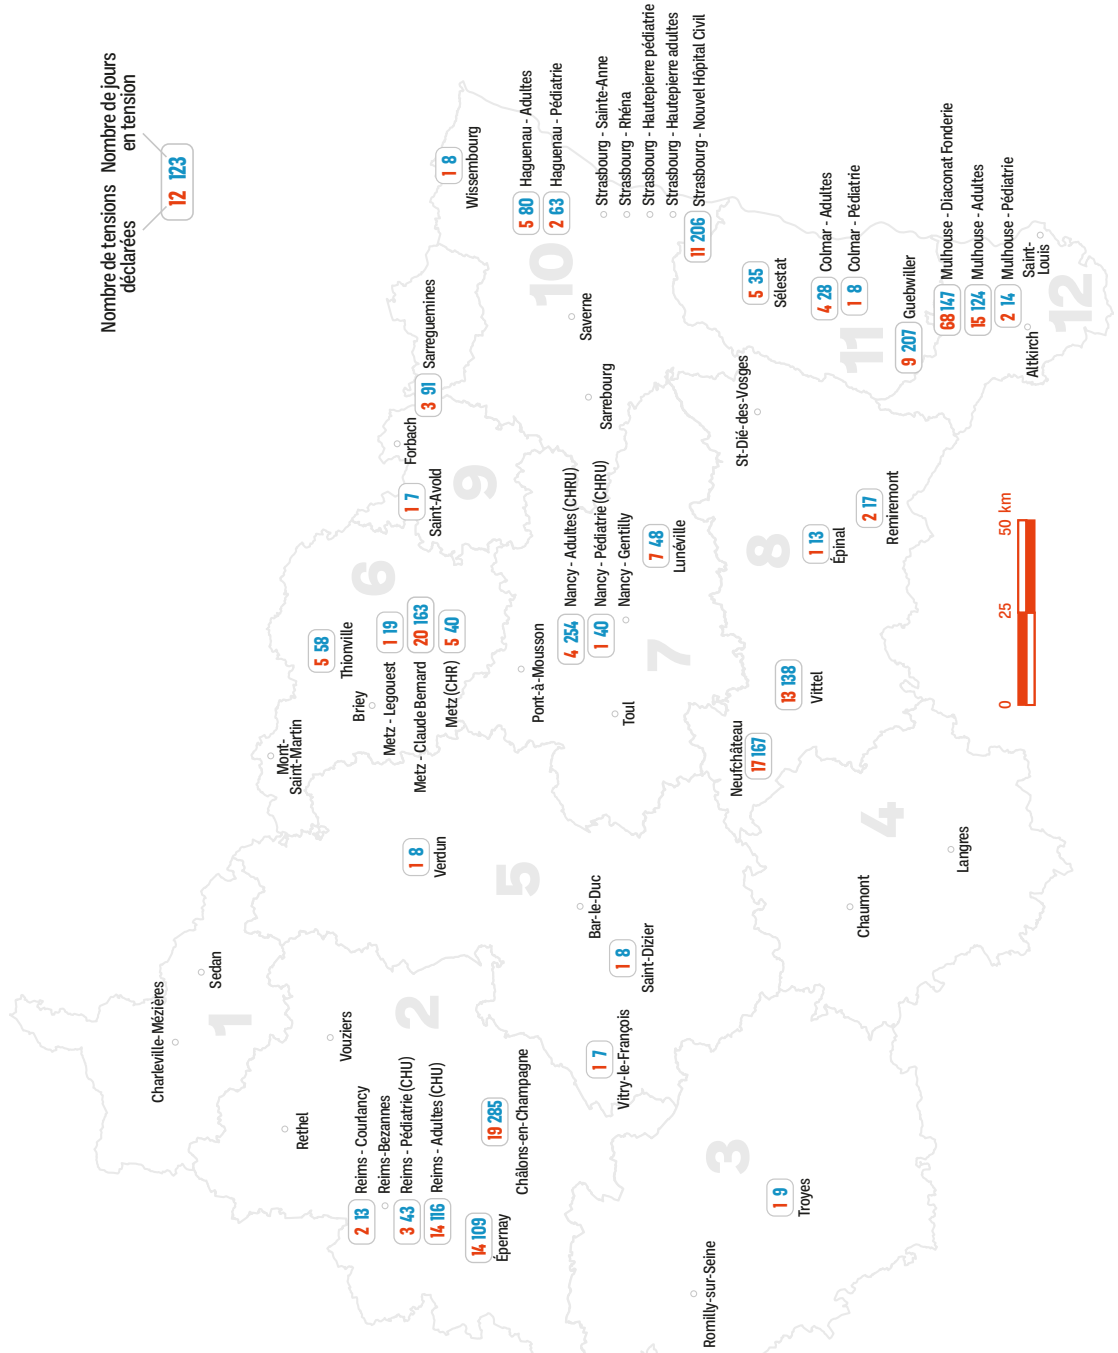 Nombre de tensions
déclarées
Nombre de jours
en tension
12 123
Charleville-Mézières
Sedan
1
Rethel
Vouziers
2
2 13
Reims - Courlancy
Reims-Bezannes
3 43
Reims - Pédiatrie (CHU)
14 116
Reims - Adultes (CHU)
14 109
Épernay
19 285
Châlons-en-Champagne
1 7
Vitry-le-François
Romilly-sur-Seine
1 9
Troyes
3
1 8
Saint-Dizier
Bar-le-Duc
5
1 8
Verdun
Chaumont
Langres
4
Mont-
Saint-Martin
Briey
5 58
Thionville
6
1 19
Metz - Legouest
20 163
Metz - Claude Bernard
5 40
Metz (CHR)
1 7
Saint-Avold
Forbach
9
3 91
Sarreguemines
Pont-à-Mousson
4 254
Nancy - Adultes (CHRU)
1 40
Nancy - Pédiatrie (CHRU)
Nancy - Gentilly
Toul
7
7 48
Lunéville
Neufchâteau
17 167
13 138
Vittel
8
1 13
Épinal
2 17
Remiremont
St-Dié-des-Vosges
Sarrebourg
Saverne
10
1 8
Wissembourg
5 80
Haguenau - Adultes
2 63
Haguenau - Pédiatrie
Strasbourg - Sainte-Anne
Strasbourg - Rhéna
Strasbourg - Hautepierre pédiatrie
Strasbourg - Hautepierre adultes
11 206
Strasbourg - Nouvel Hôpital Civil
5 35
Sélestat
4 28
Colmar - Adultes
1 8
Colmar - Pédiatrie
11
9 207
Guebwiller
68 147
Mulhouse - Diaconat Fonderie
15 124
Mulhouse - Adultes
2 14
Mulhouse - Pédiatrie
Saint-
Louis
Altkirch
12
0 25 50 km